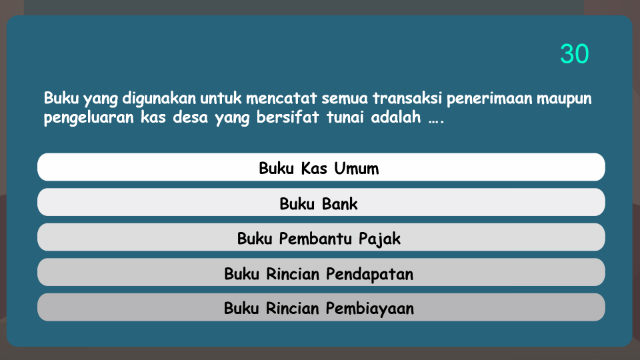 30
Buku yang digunakan untuk mencatat semua transaksi penerimaan maupun
pengeluaran kas desa yang bersifat tunai adalah ....
Buku Kas Umum
Buku Bank
Buku Pembantu Pajak
Buku Rincian Pendapatan
Buku Rincian Pembiayaan